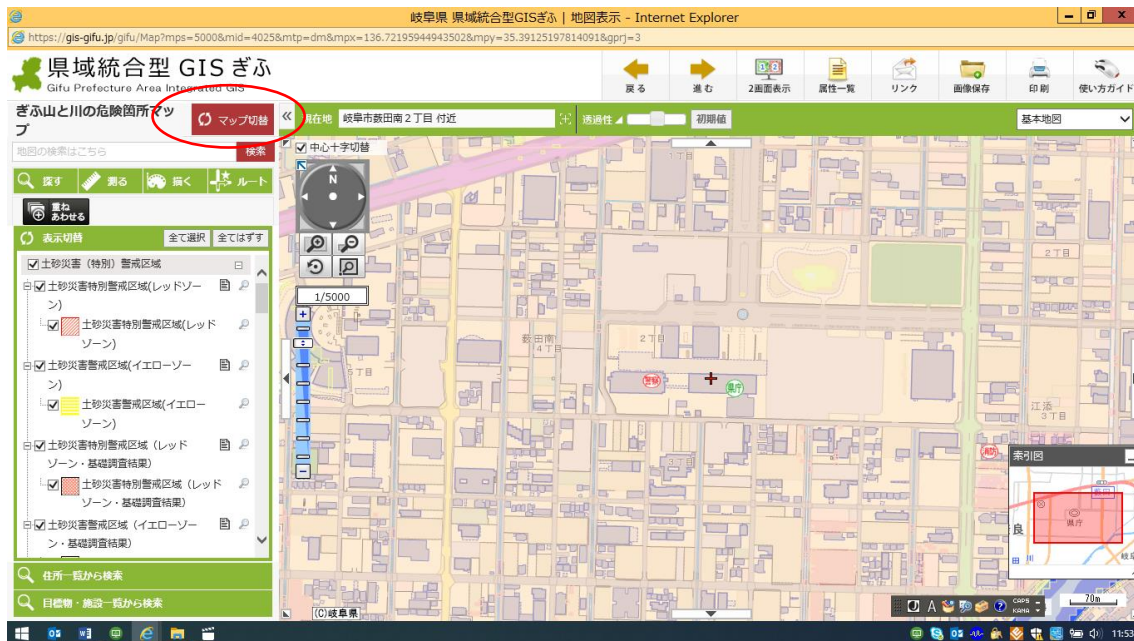 岐阜県 県域統合型GISぎふ | 地図表示 - Internet Explorer
https://gis-gifu.jp/gifu/Map?mps=5000&mid=4025&mtp=dm&mpx=136.72195944943502&mpy=35.39125197814091&gprj=3
県域統合型 GIS ぎふ
Gifu Prefecture Area Integrated GIS
戻る
進む
2画面表示
属性一覧
リンク
画像保存
印刷
使い方ガイド
ぎふ山と川の危険箇所マップ
マップ切替
現在地
岐阜市薮田南2丁目 付近
透過性
初期値
基本地図
地図の検索はこちら
検索
中心十字切替
探す
測る
描く
ルート
重ね
あわせる
N
表示切替
全て選択
全てはずす
土砂災害（特別）警戒区域
土砂災害特別警戒区域(レッドゾー
ン)
土砂災害特別警戒区域(レッド
ゾーン)
土砂災害警戒区域(イエローゾー
ン)
土砂災害警戒区域(イエロー
ゾーン)
土砂災害特別警戒区域（レッド
ゾーン・基礎調査結果）
土砂災害特別警戒区域（レッド
ゾーン・基礎調査結果）
土砂災害警戒区域（イエローゾー
ン・基礎調査結果）
住所一覧から検索
目標物・施設一覧から検索
1/5000
1丁目
2丁目
薮田南
4丁目
2丁目
5丁目
県庁
江添
3丁目
索引図
県庁
良
(C)岐阜県
70m
A
CAPS
KANA
11:53